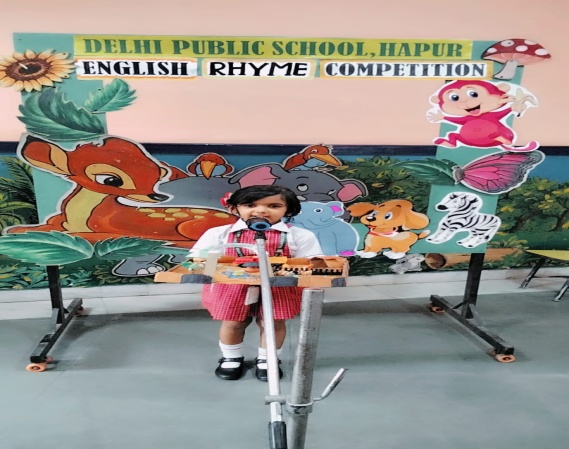 DELHI PUBLIC SCHOOL, HAPUR
ENGLISH RHYME COMPETITION